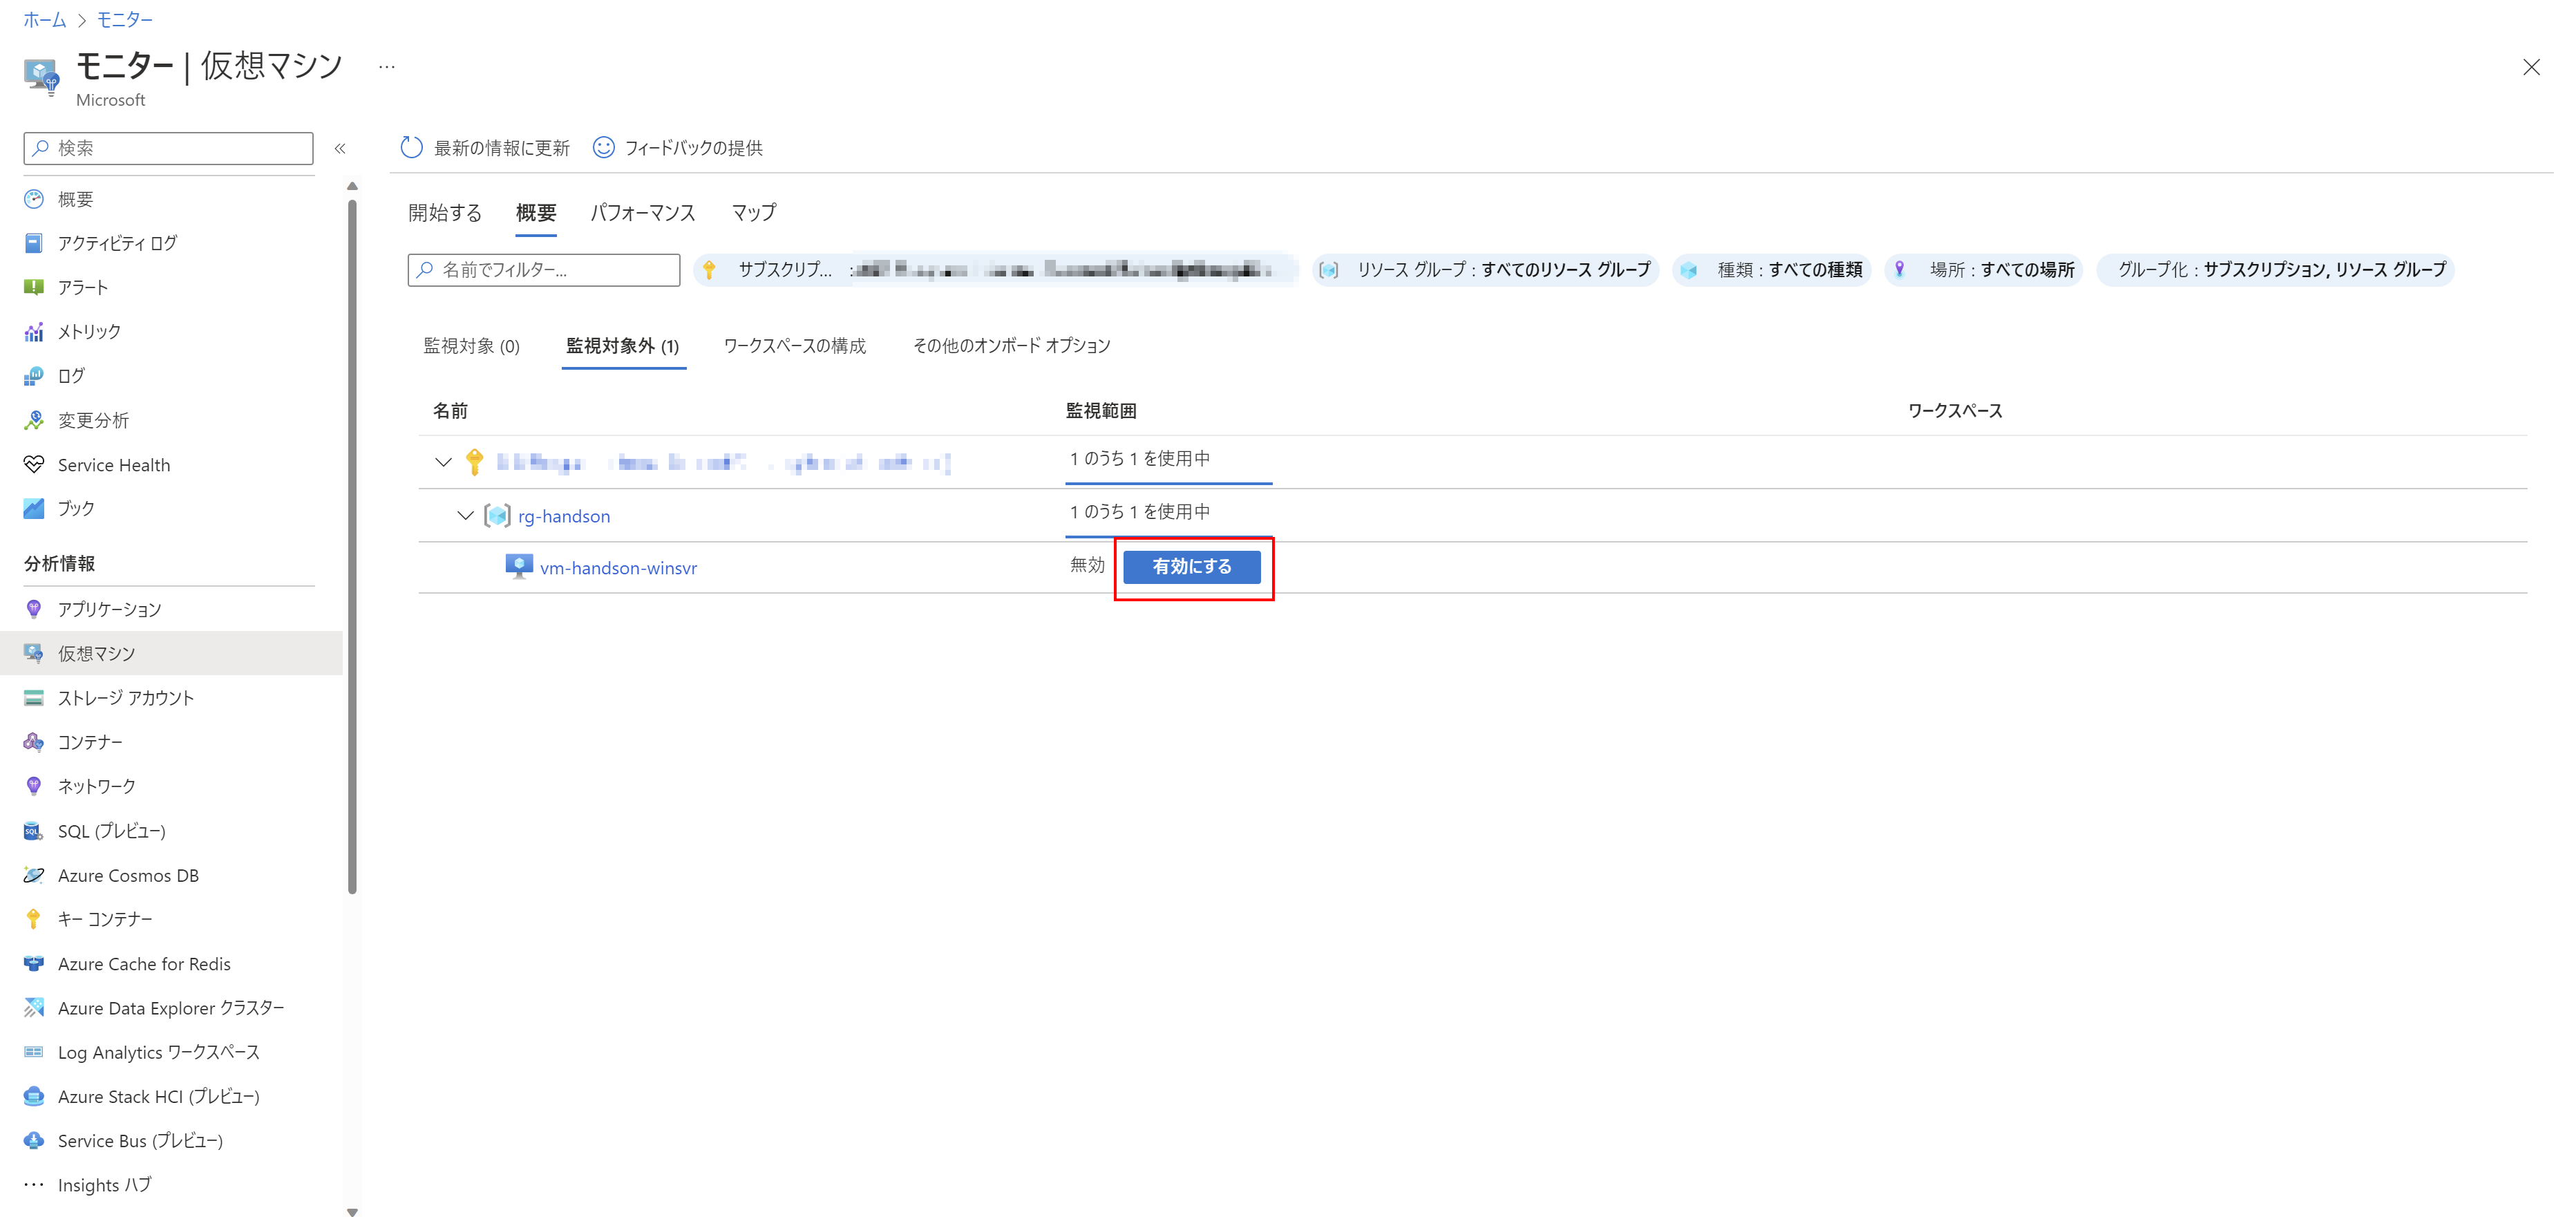 ホーム > モニター
モニター | 仮想マシン …
Microsoft
検索
概要
アクティビティ ログ
アラート
メトリック
ログ
変更分析
Service Health
ブック
分析情報
アプリケーション
仮想マシン
ストレージ アカウント
コンテナー
ネットワーク
SQL (プレビュー)
Azure Cosmos DB
キー コンテナー
Azure Cache for Redis
Azure Data Explorer クラスター
Log Analytics ワークスペース
Azure Stack HCI (プレビュー)
Service Bus (プレビュー)
Insights ハブ
最新の情報に更新 フィードバックの提供
開始する 概要 パフォーマンス マップ
名前でフィルター... サブスクリプ... : リソース グループ : すべてのリソース グループ 種類 : すべての種類 場所 : すべての場所 グループ化 : サブスクリプション, リソース グループ
監視対象 (0) 監視対象外 (1) ワークスペースの構成 その他のオンボード オプション
名前 監視範囲 ワークスペース
1 のうち 1 を使用中
rg-handson 1 のうち 1 を使用中
vm-handson-winsvr 無効 有効にする